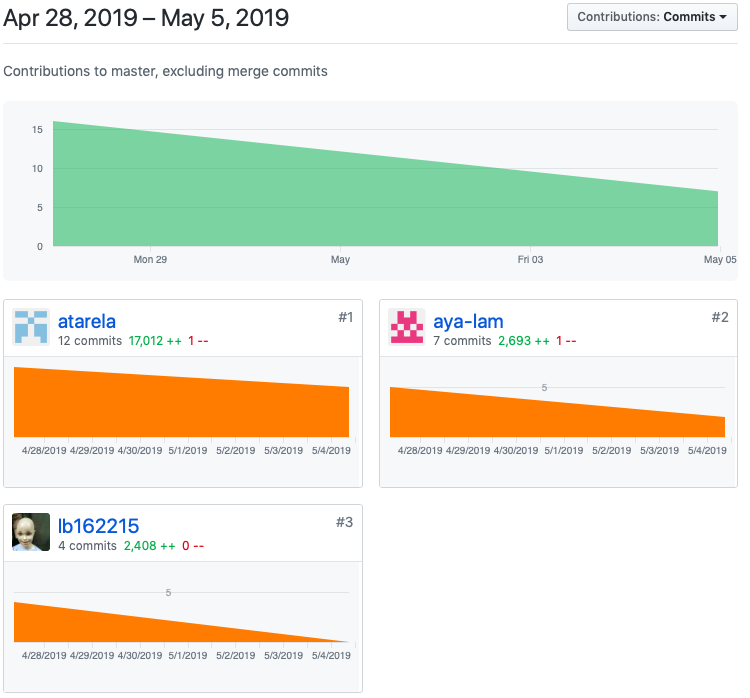 Apr 28, 2019 – May 5, 2019
Contributions: Commits
Contributions to master, excluding merge commits
15
10
5
0
Mon 29 May Fri 03 May 05
atarela #1
12 commits 17,012 ++ 1 --
4/28/2019 4/29/2019 4/30/2019 5/1/2019 5/2/2019 5/3/2019 5/4/2019
aya-lam #2
7 commits 2,693 ++ 1 --
5
4/28/2019 4/29/2019 4/30/2019 5/1/2019 5/2/2019 5/3/2019 5/4/2019
lb162215 #3
4 commits 2,408 ++ 0 --
5
4/28/2019 4/29/2019 4/30/2019 5/1/2019 5/2/2019 5/3/2019 5/4/2019